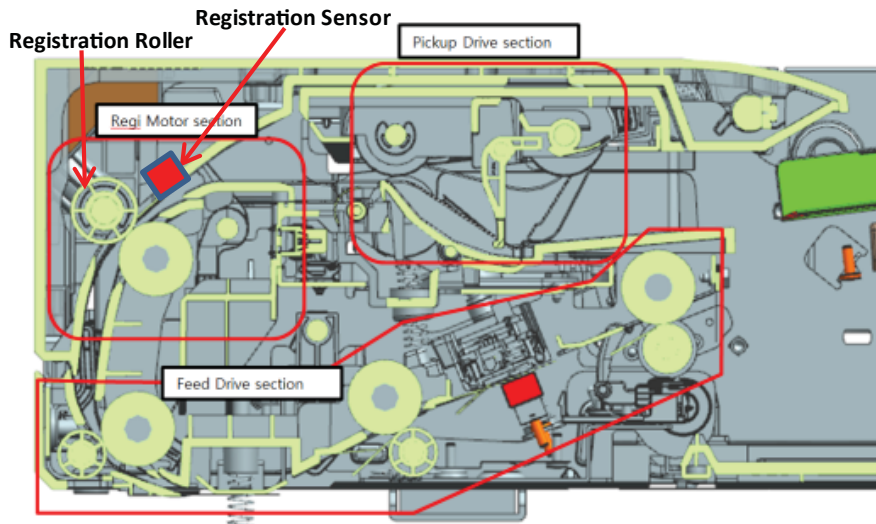 Registration Sensor
Registration Roller
Pickup Drive section
Regi Motor section
Feed Drive section